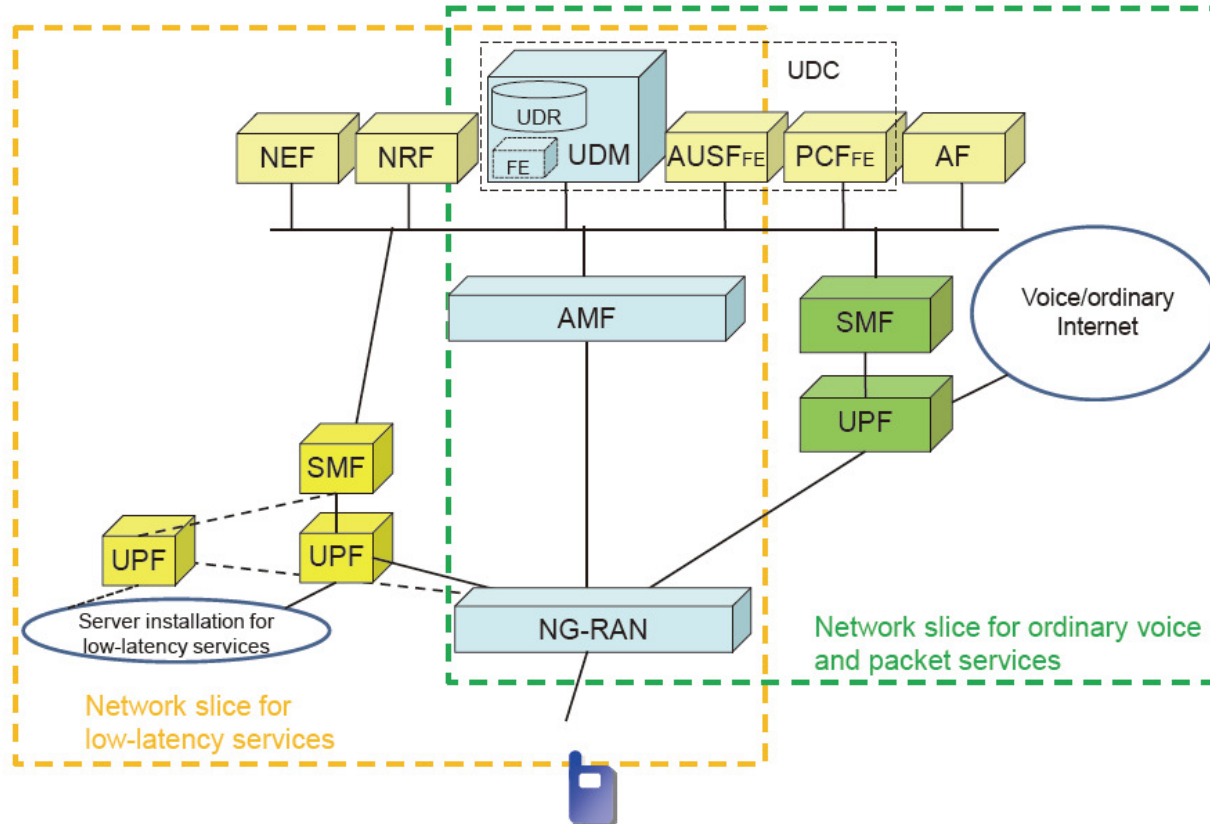 UDC
UDR
FE
UDM
NEF
NRF
AUSFFE
PCFFE
AF
AMF
SMF
UPF
Voice/ordinary
Internet
SMF
UPF
UPF
Server installation for
low-latency services
NG-RAN
Network slice for ordinary voice
and packet services
Network slice for
low-latency services